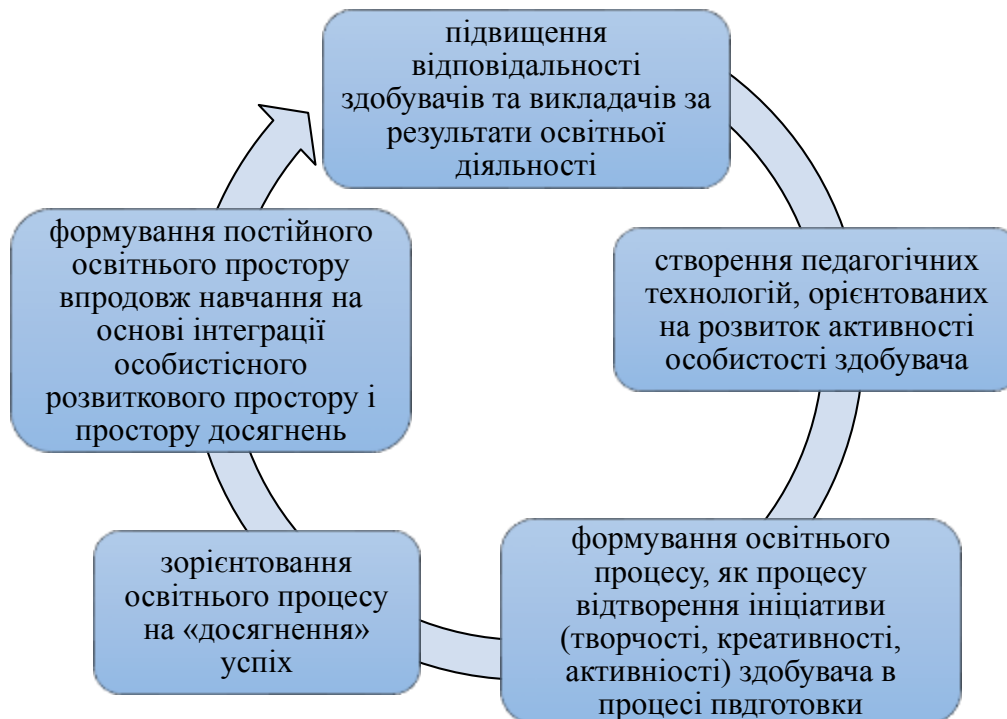 підвищення
відповідальності
здобувачів та викладачів за
результати освітньої
діяльності
створення педагогічних
технологій, орієнтованих
на розвиток активності
особистості здобувача
формування освітнього
процесу, як процесу
відтворення ініціативи
(творчості, креативності,
активніості) здобувача в
процесі пвдготовки
зорієнтовання
освітнього процесу
на «досягнення»
успіх
формування постійного
освітнього простору
впродовж навчання на
основі інтеграції
особистісного
розвиткового простору і
простору досягнень